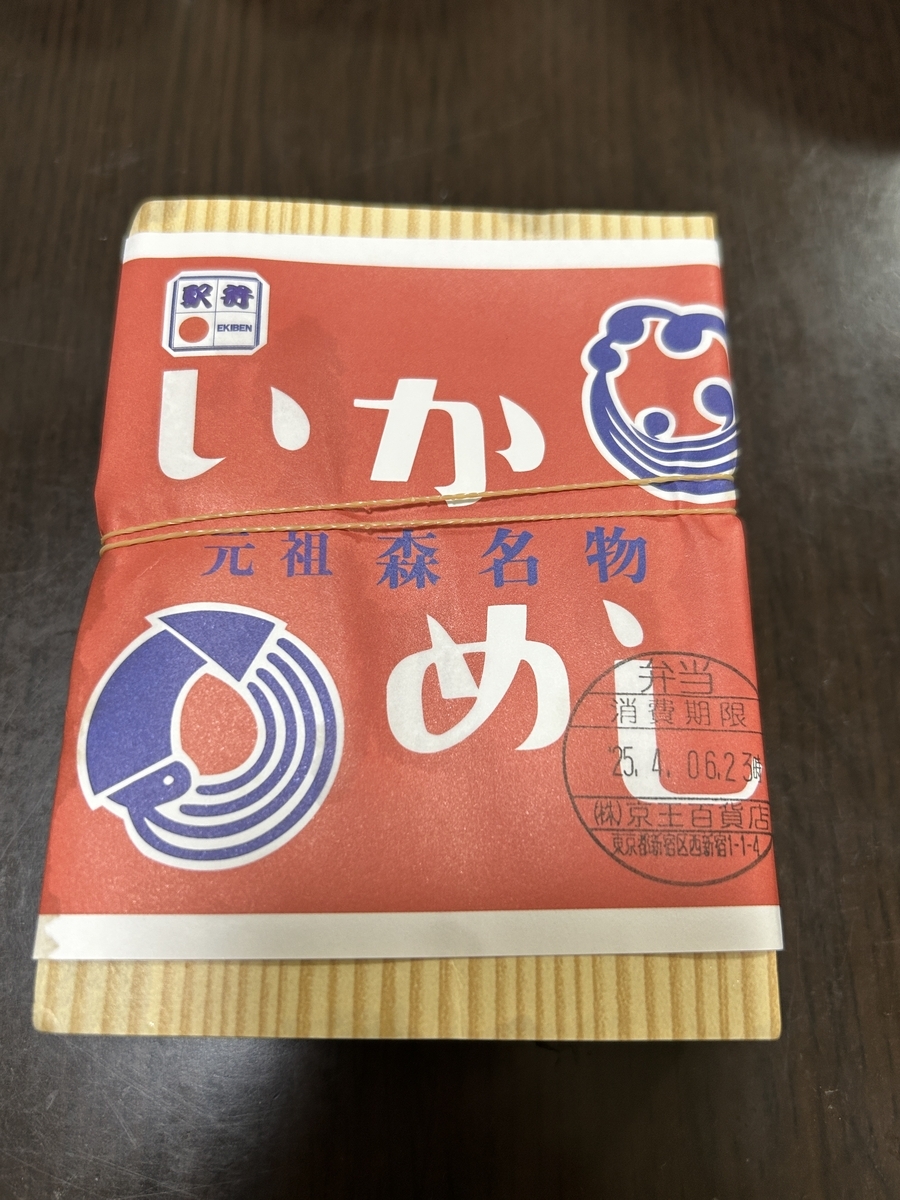 駅弁
EKIBEN
いか
元祖 森名物
めし
弁当
消費期限
'25.4.06.23時
(株)京王百貨店
東京都新宿区西新宿1-1-4